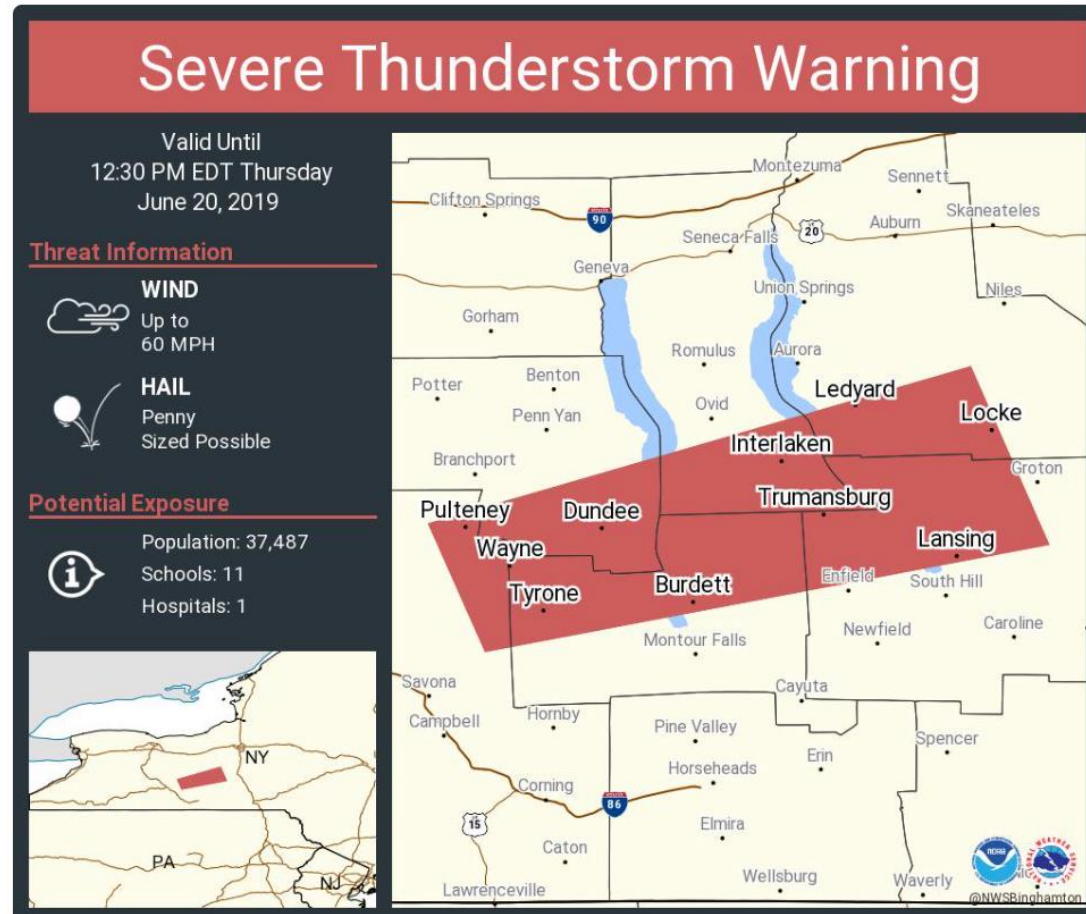 Severe Thunderstorm Warning
Valid Until
12:30 PM EDT Thursday
June 20, 2019
Threat Information
WIND
Up to
60 MPH
HAIL
Penny
Sized Possible
Potential Exposure
Population: 37,487
Schools: 11
Hospitals: 1
NY
PA
NJ
Montezuma
Sennett
Clifton Springs
90
Skaneateles
Auburn
20
Seneca Falls
Geneva
Union Springs
Niles
Gorham
Romulus
Aurora
Potter
Benton
Ledyard
Penn Yan
Ovid
Locke
Interlaken
Branchport
Groton
Trumansburg
Pulteney
Dundee
Wayne
Lansing
Enfield
South Hill
Tyrone
Burdett
Montour Falls
Newfield
Caroline
Savona
Cayuta
Campbell
Hornby
Pine Valley
Spencer
Erin
Horseheads
Corning
86
15
Elmira
Caton
Wellsburg
Waverly
Lawrenceville
NOAA
NATIONAL WEATHER SERVICE
@NWSBinghamton